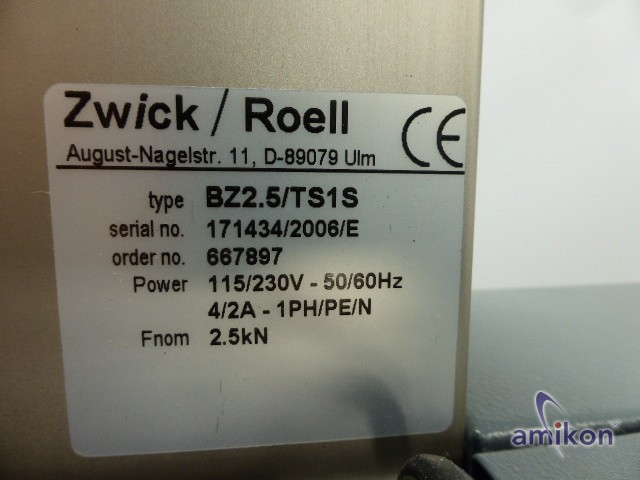 Zwick / Roell CE
August-Nagelstr. 11, D-89079 Ulm
type BZ2.5/TS1S
serial no. 171434/2006/E
order no. 667897
Power 115/230V - 50/60Hz
4/2A - 1PH/PE/N
Fnom 2.5kN
amikon